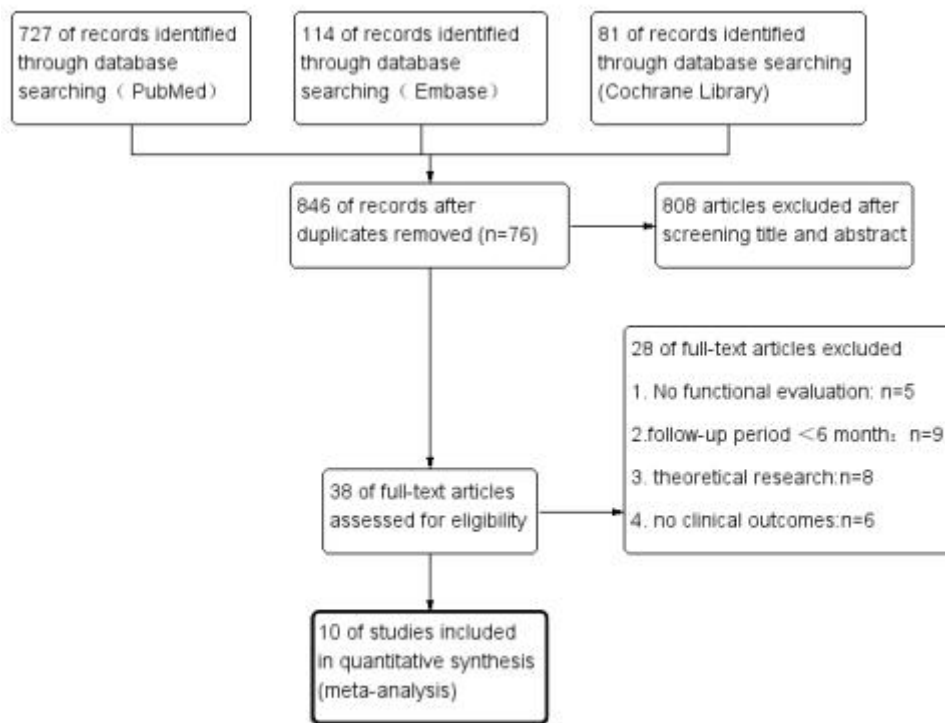 727 of records identified
through database
searching（ PubMed）
114 of records identified
through database
searching（ Embase）
81 of records identified
through database searching
(Cochrane Library)
846 of records after
duplicates removed (n=76)
808 articles excluded after
screening title and abstract
28 of full-text articles excluded
1. No functional evaluation: n=5
2.follow-up period ＜6 month：n=9
3. theoretical research:n=8
4. no clinical outcomes:n=6
38 of full-text articles
assessed for eligibility
10 of studies included
in quantitative synthesis
(meta-analysis)